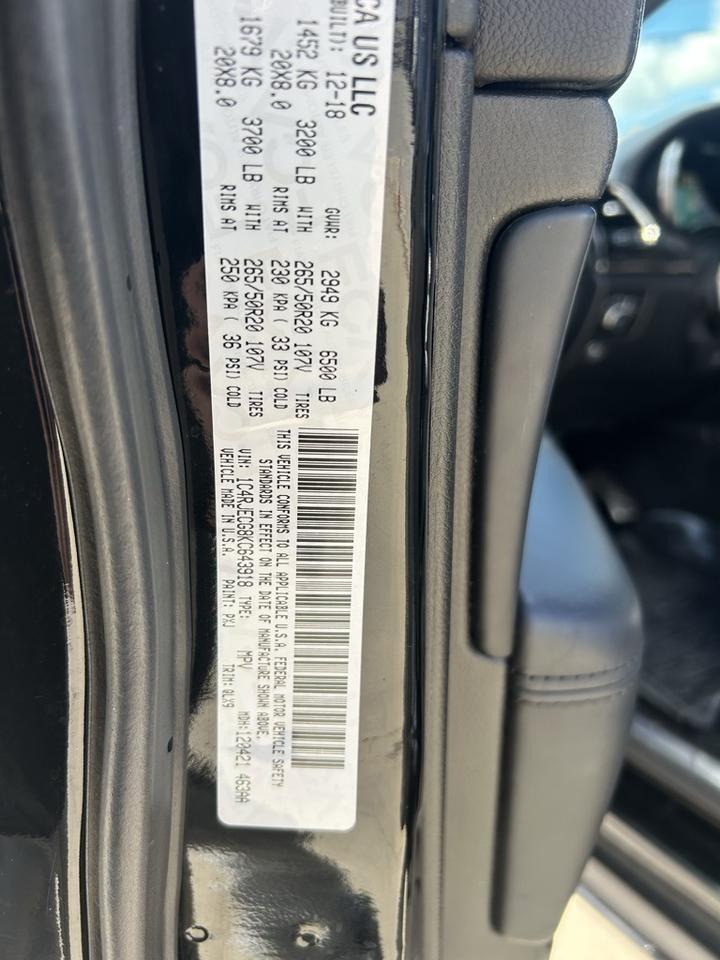 CA US LLC
BUILT): 12-18 GVWR: 2949 KG 6500 LB
1452 KG 3200 LB WITH 265/50R20 107V TIRES
20X8.0 RIMS AT 230 KPA ( 33 PSI) COLD
1679 KG 3700 LB WITH 265/50R20 107V TIRES
20X8.0 RIMS AT 250 KPA ( 36 PSI) COLD
THIS VEHICLE CONFORMS TO ALL APPLICABLE U.S.A. FEDERAL MOTOR VEHICLE SAFETY
STANDARDS IN EFFECT ON THE DATE OF MANUFACTURE SHOWN ABOVE.
VIN: 1C4RJECG8KC643918 TYPE: MPV MDH:120421 463AA
VEHICLE MADE IN U.S.A. PAINT: PXJ TRIM: QLX9